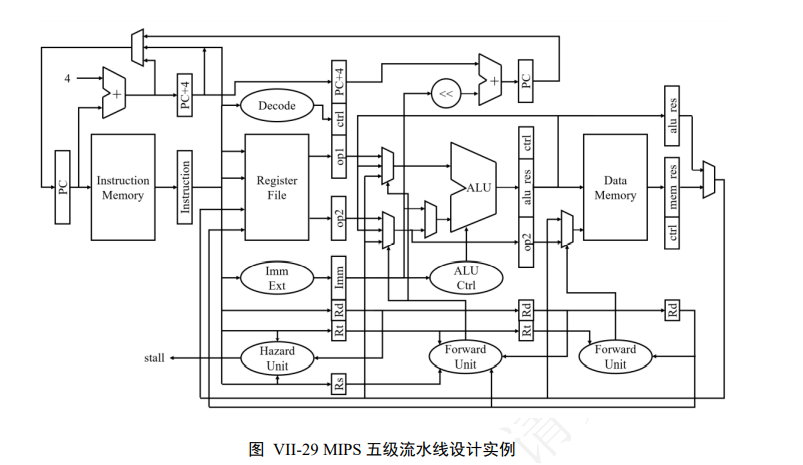 4
+
PC+4
PC+4
<<
+
PC
Decode
ctrl
alu res
PC
Instruction
Memory
Instruction
Register
File
op1
op2
ALU
ctrl
alu res
op2
Data
Memory
mem res
ctrl
Imm
Ext
Imm
ALU
Ctrl
Rd
Rd
Rd
Rt
Rt
stall
Hazard
Unit
Forward
Unit
Forward
Unit
Rs
图 VII-29 MIPS 五级流水线设计实例